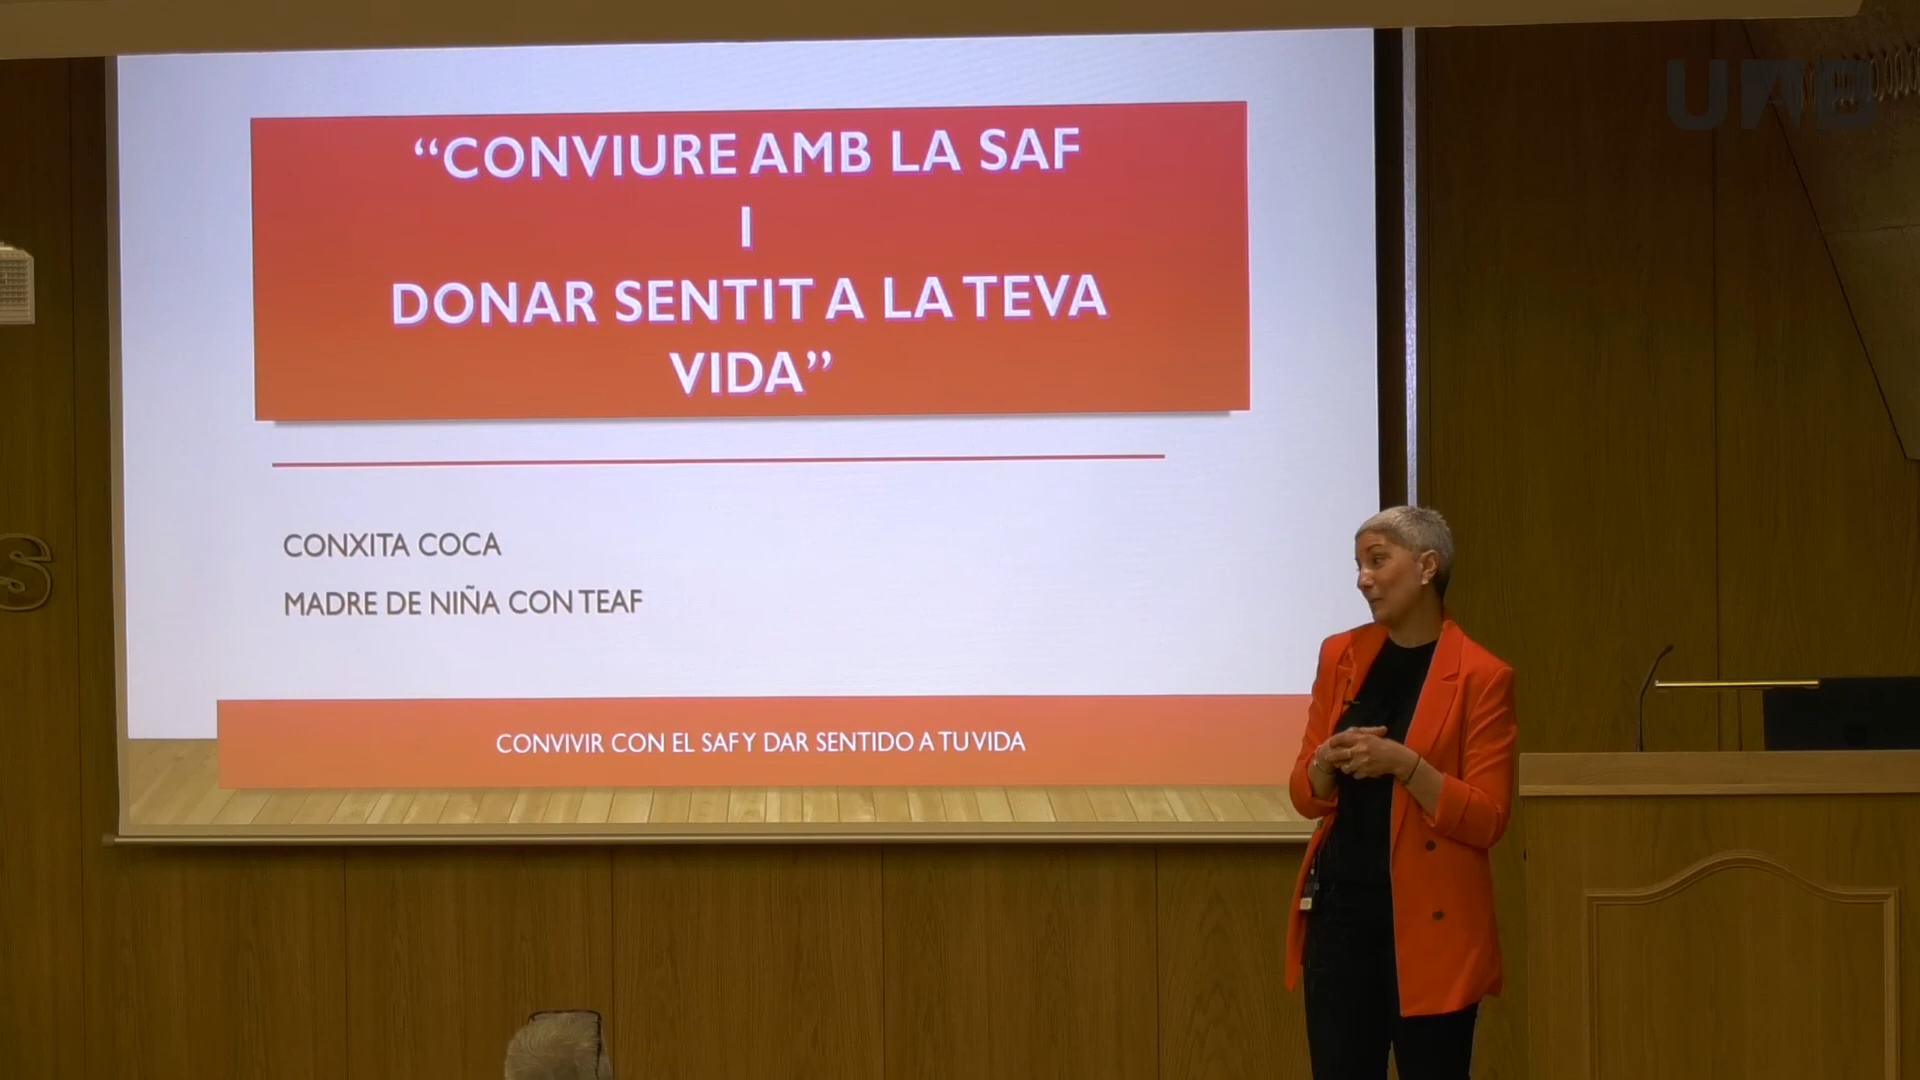 “CONVIURE AMB LA SAF
I
DONAR SENTIT A LA TEVA
VIDA”
CONXITA COCA
MADRE DE NIÑA CON TEAF
CONVIVIR CON EL SAF Y DAR SENTIDO A TU VIDA
UAB
S